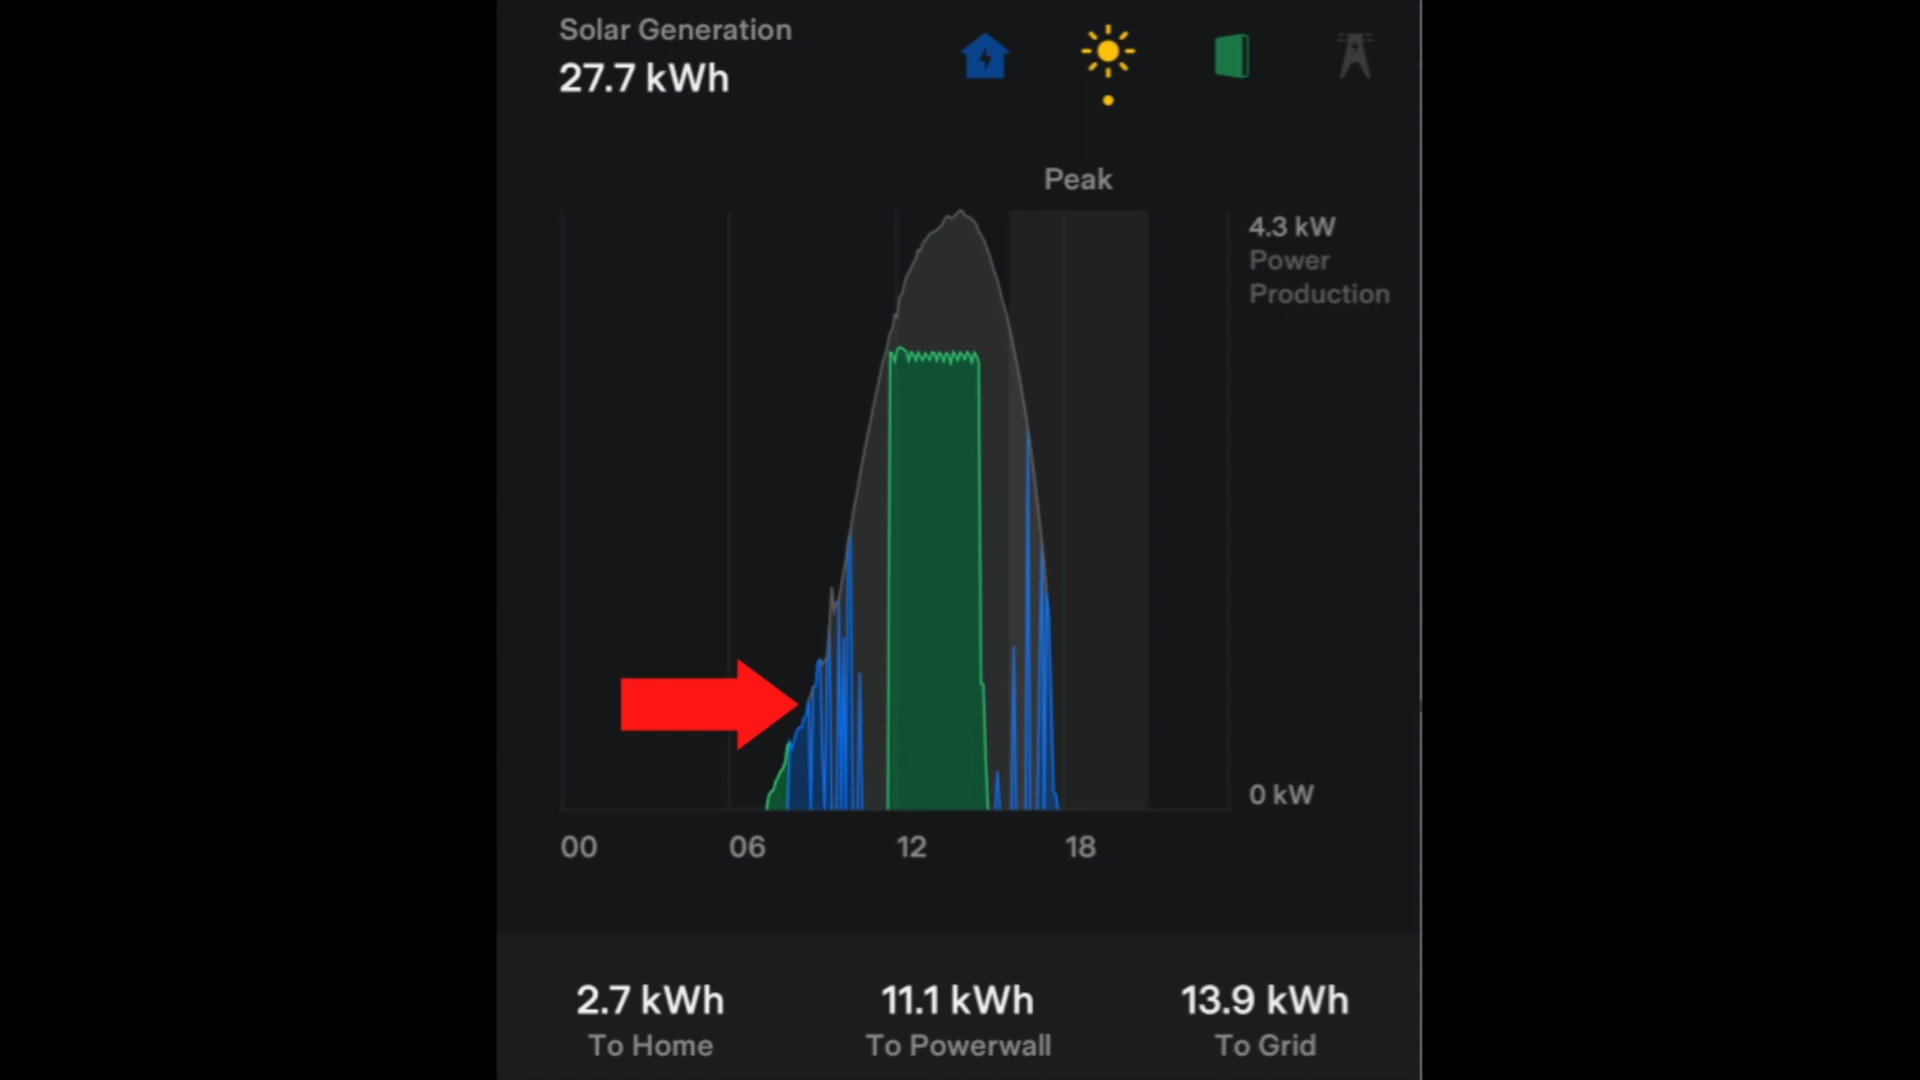 Solar Generation
27.7 kWh
Peak
4.3 kW
Power
Production
0 kW
00 06 12 18
2.7 kWh 11.1 kWh 13.9 kWh
To Home To Powerwall To Grid